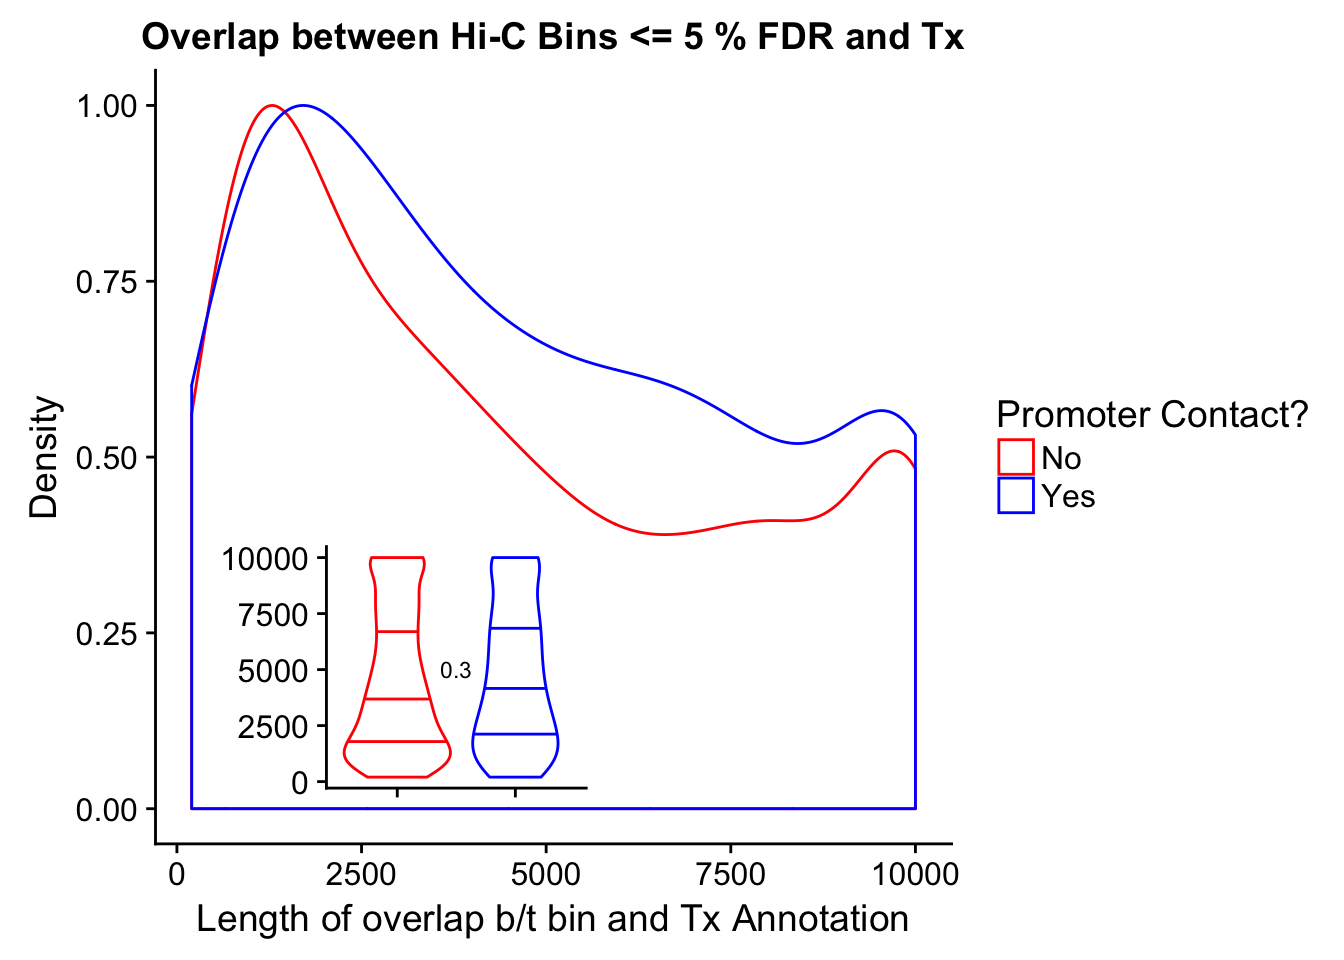 Overlap between Hi-C Bins <= 5 % FDR and Tx
1.00
0.75
0.50
0.25
0.00
Density
10000
7500
5000
2500
0
0.3
0 2500 5000 7500 10000
Length of overlap b/t bin and Tx Annotation
Promoter Contact?
No
Yes